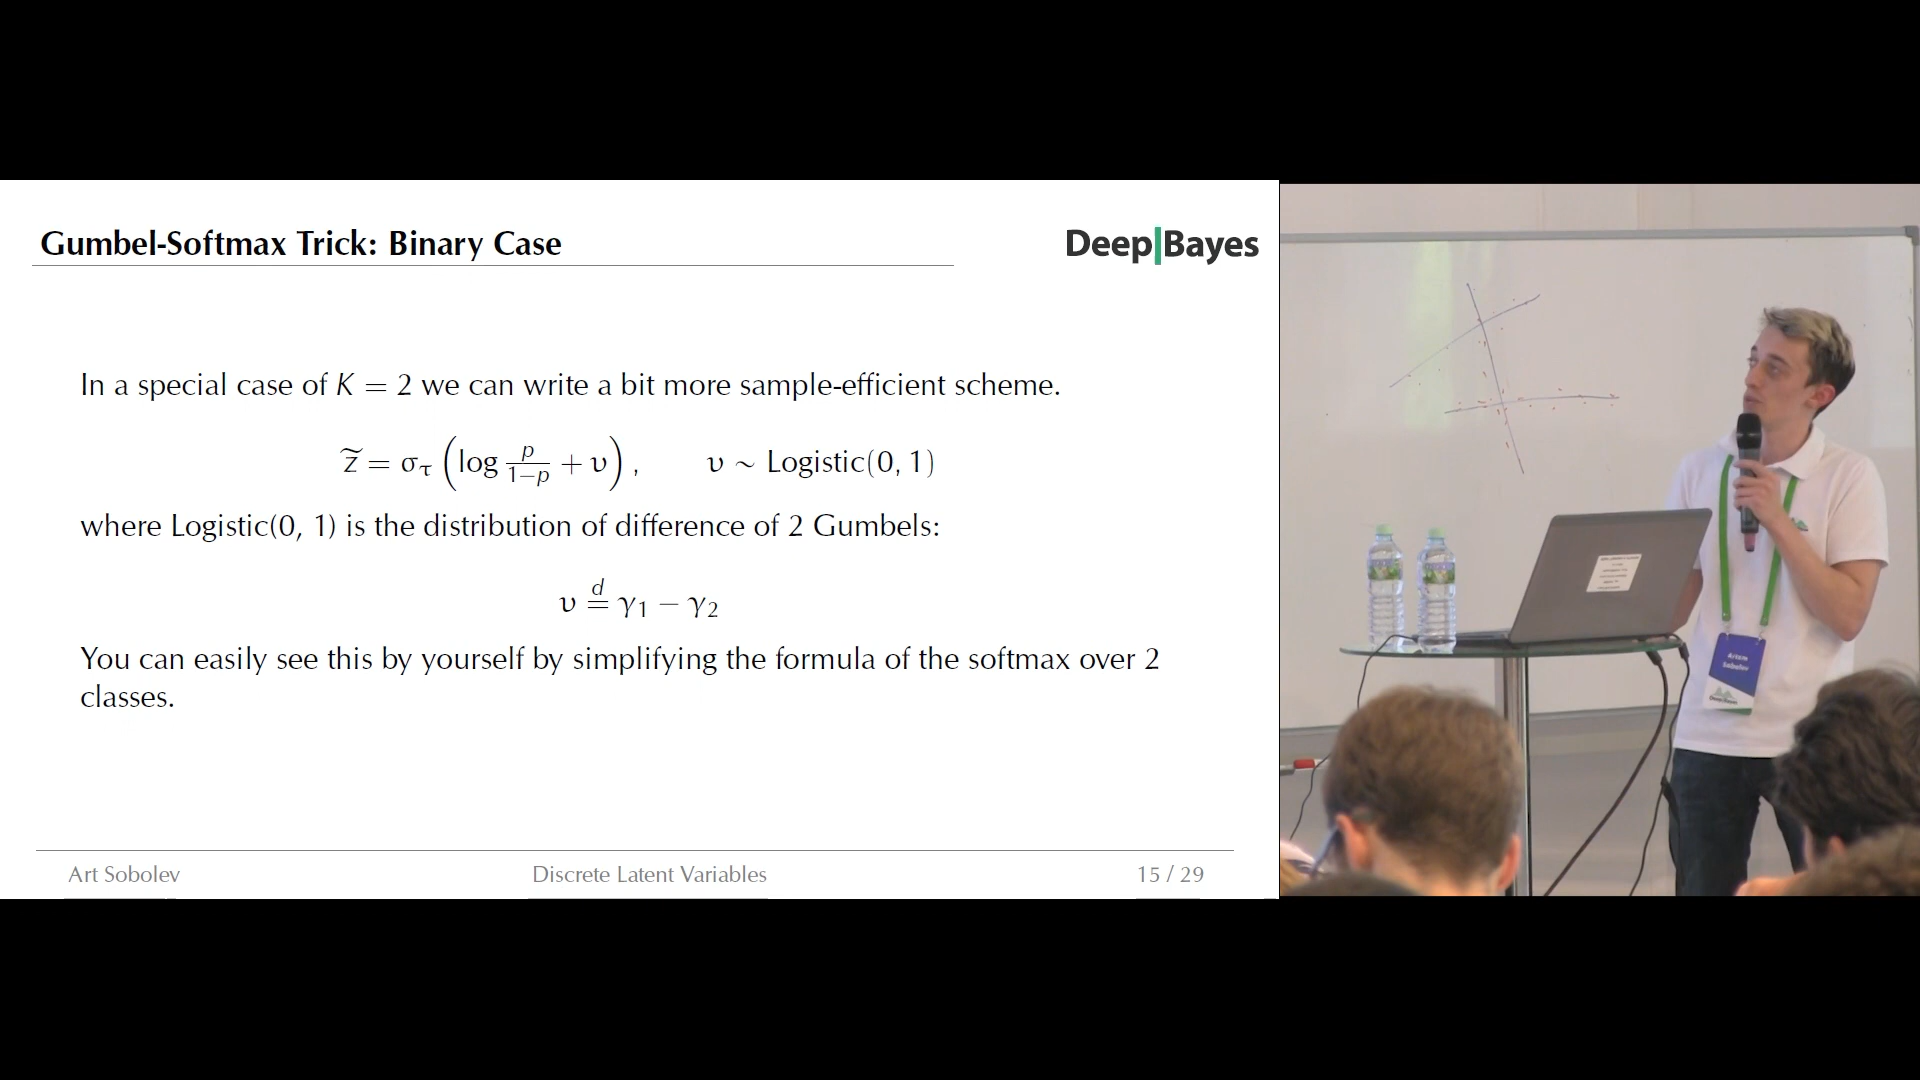 Gumbel-Softmax Trick: Binary Case
Deep|Bayes
In a special case of K = 2 we can write a bit more sample-efficient scheme.
z̃ = σ_τ (log p/(1−p) + υ), υ ∼ Logistic(0, 1)
where Logistic(0, 1) is the distribution of difference of 2 Gumbels:
υ =ᵈ γ₁ − γ₂
You can easily see this by yourself by simplifying the formula of the softmax over 2
classes.
Art Sobolev Discrete Latent Variables 15 / 29
Artem
Sobolev